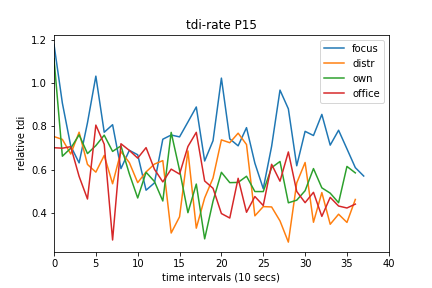 tdi-rate P15
1.2
1.0
0.8
0.6
0.4
relative tdi
focus
distr
own
office
0 5 10 15 20 25 30 35 40
time intervals (10 secs)